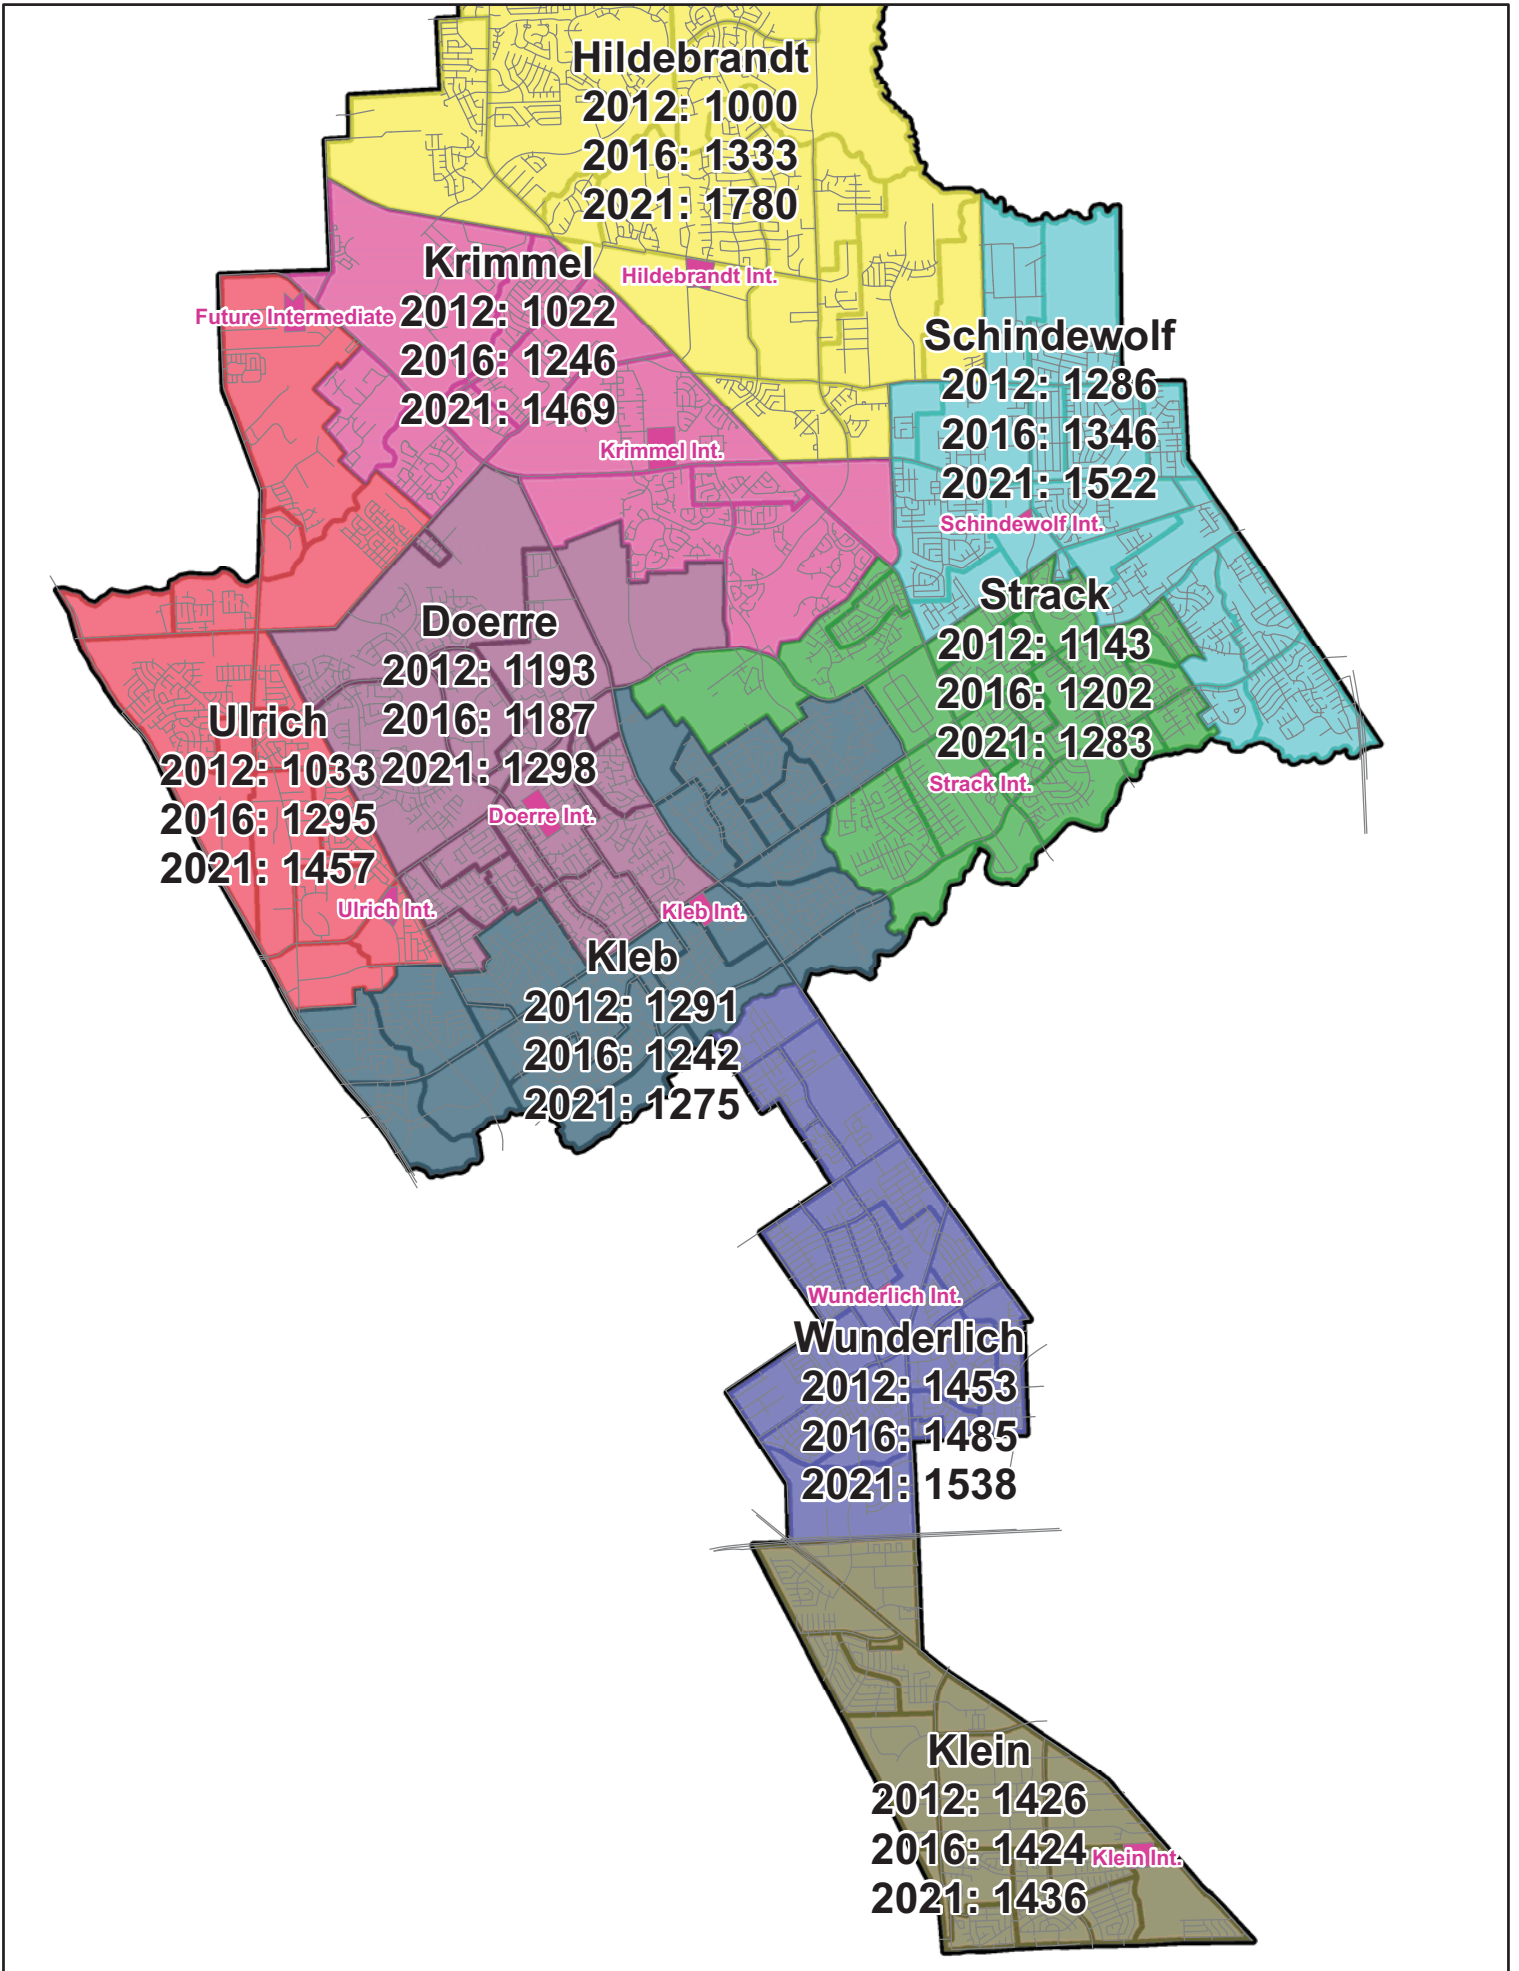 Hildebrandt
2012: 1000
2016: 1333
2021: 1780
Hildebrandt Int.
Krimmel
2012: 1022
2016: 1246
2021: 1469
Krimmel Int.
Future Intermediate
Schindewolf
2012: 1286
2016: 1346
2021: 1522
Schindewolf Int.
Strack
2012: 1143
2016: 1202
2021: 1283
Strack Int.
Doerre
2012: 1193
2016: 1187
2021: 1298
Doerre Int.
Ulrich
2012: 1033
2016: 1295
2021: 1457
Ulrich Int.
Kleb Int.
Kleb
2012: 1291
2016: 1242
2021: 1275
Wunderlich Int.
Wunderlich
2012: 1453
2016: 1485
2021: 1538
Klein
2012: 1426
2016: 1424
2021: 1436
Klein Int.